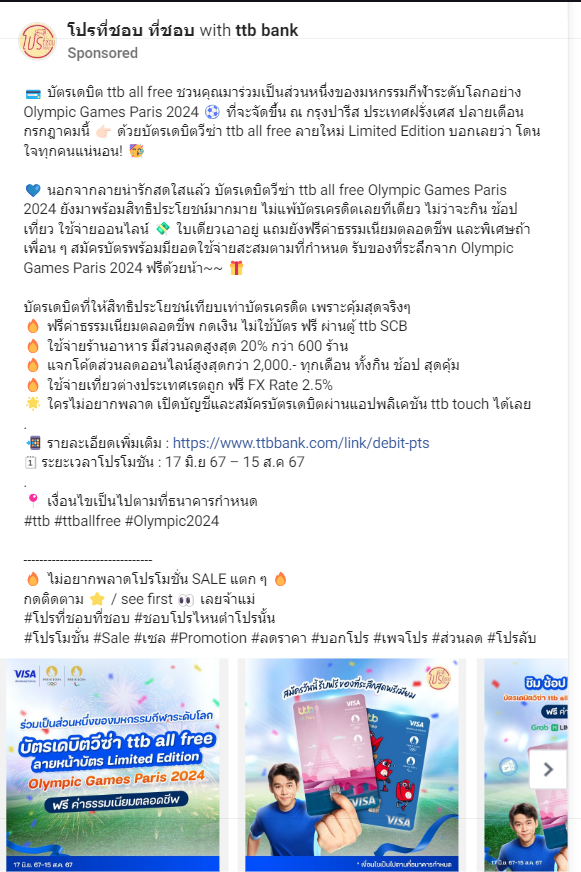 โปรที่ชอบ ที่ชอบ with ttb bank
Sponsored
บัตรเดบิต ttb all free ชวนคุณมาร่วมเป็นส่วนหนึ่งของมหกรรมกีฬาระดับโลกอย่าง
Olympic Games Paris 2024 ⚽ ที่จะจัดขึ้น ณ กรุงปารีส ประเทศฝรั่งเศส ปลายเดือน
กรกฎาคมนี้ 👉🏻 ด้วยบัตรเดบิตวีซ่า ttb all free ลายใหม่ Limited Edition บอกเลยว่า โดน
ใจทุกคนแน่นอน! 🥳
💙 นอกจากลายน่ารักสดใสแล้ว บัตรเดบิตวีซ่า ttb all free Olympic Games Paris
2024 ยังมาพร้อมสิทธิประโยชน์มากมาย ไม่แพ้บัตรเครดิตเลยทีเดียว ไม่ว่าจะกิน ช้อป
เที่ยว ใช้จ่ายออนไลน์ 💸 ใบเดียวเอาอยู่ แถมยังฟรีค่าธรรมเนียมตลอดชีพ และพิเศษถ้า
เพื่อน ๆ สมัครบัตรพร้อมมียอดใช้จ่ายสะสมตามที่กำหนด รับของที่ระลึกจาก Olympic
Games Paris 2024 ฟรีด้วยน้า~~ 🎁
บัตรเดบิตที่ให้สิทธิประโยชน์เทียบเท่าบัตรเครดิต เพราะคุ้มสุดจริงๆ
🔥 ฟรีค่าธรรมเนียมตลอดชีพ กดเงิน ไม่ใช้บัตร ฟรี ผ่านตู้ ttb SCB
🔥 ใช้จ่ายร้านอาหาร มีส่วนลดสูงสุด 20% กว่า 600 ร้าน
🔥 แจกโค้ดส่วนลดออนไลน์สูงสุดกว่า 2,000.- ทุกเดือน ทั้งกิน ช้อป สุดคุ้ม
🔥 ใช้จ่ายเที่ยวต่างประเทศเรตถูก ฟรี FX Rate 2.5%
🌟 ใครไม่อยากพลาด เปิดบัญชีและสมัครบัตรเดบิตผ่านแอปพลิเคชัน ttb touch ได้เลย
.
📲 รายละเอียดเพิ่มเติม : https://www.ttbbank.com/link/debit-pts
🗓 ระยะเวลาโปรโมชัน : 17 มิ.ย 67 – 15 ส.ค 67
.
📍 เงื่อนไขเป็นไปตามที่ธนาคารกำหนด
#ttb #ttballfree #Olympic2024
--------------------------------
🔥 ไม่อยากพลาดโปรโมชั่น SALE แตก ๆ 🔥
กดติดตาม ⭐ / see first 👀 เลยจ้าแม่
#โปรที่ชอบที่ชอบ #ชอบโปรไหนตำโปรนั้น
#โปรโมชั่น #Sale #เซล #Promotion #ลดราคา #บอกโปร #เพจโปร #ส่วนลด #โปรลับ
VISA
ร่วมเป็นส่วนหนึ่งของมหกรรมกีฬาระดับโลก
บัตรเดบิตวีซ่า ttb all free
ลายหน้าบัตร Limited Edition
Olympic Games Paris 2024
ฟรี ค่าธรรมเนียมตลอดชีพ
17 มิ.ย. 67-15 ส.ค. 67
สมัครวันนี้ รับฟรี ของที่ระลึกสุดพรีเมียม
ttb
VISA
VISA
VISA
* เงื่อนไขเป็นไปตามที่ธนาคารกำหนด
ชิม ช้อป
Grab
17 มิ.ย. 67-15 ส.ค. 67